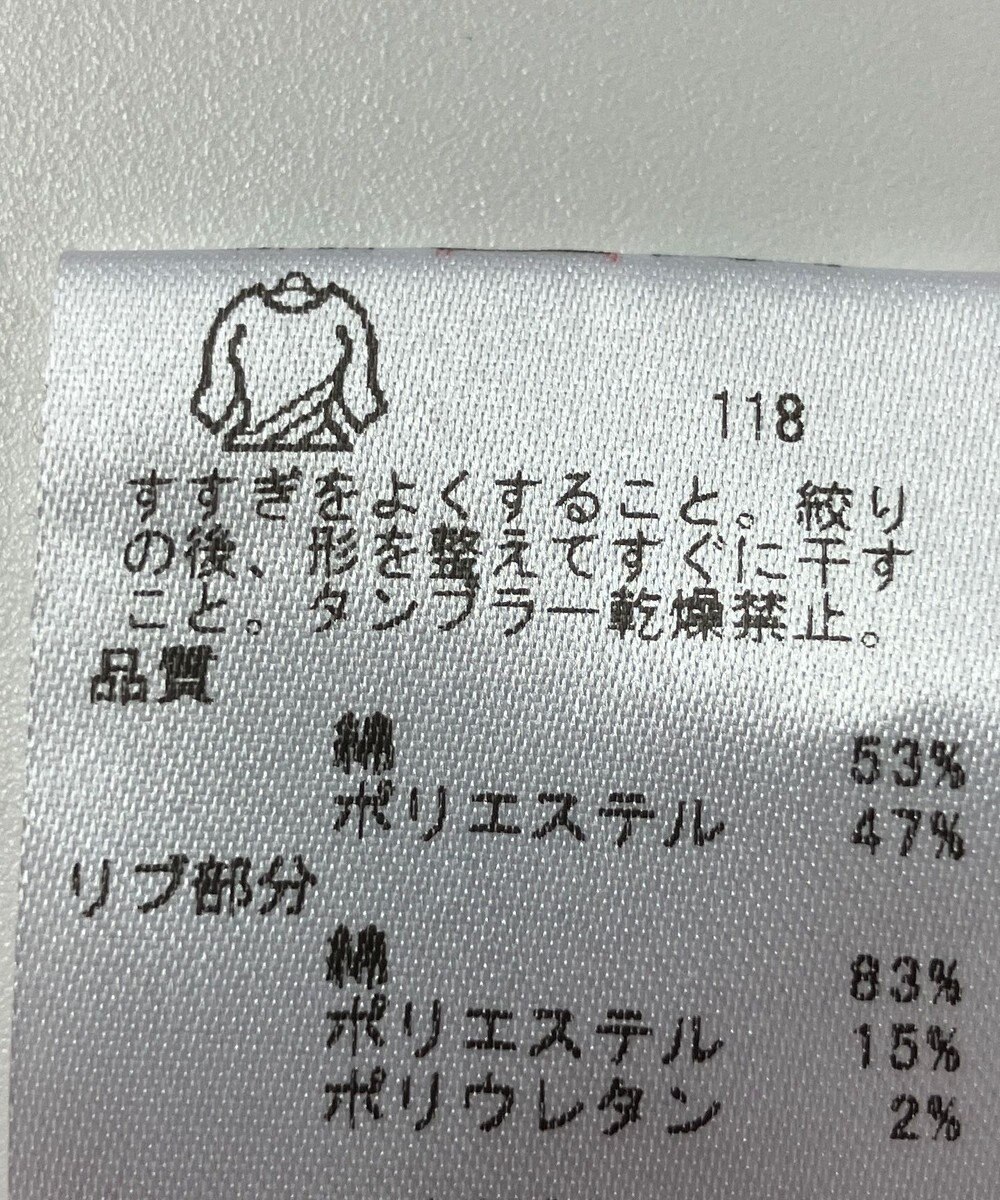 118
すすぎをよくすること。絞り
の後、形を整えてすぐに干す
こと。タンブラー乾燥禁止。
品質
綿 53%
ポリエステル 47%
リブ部分
綿 83%
ポリエステル 15%
ポリウレタン 2%